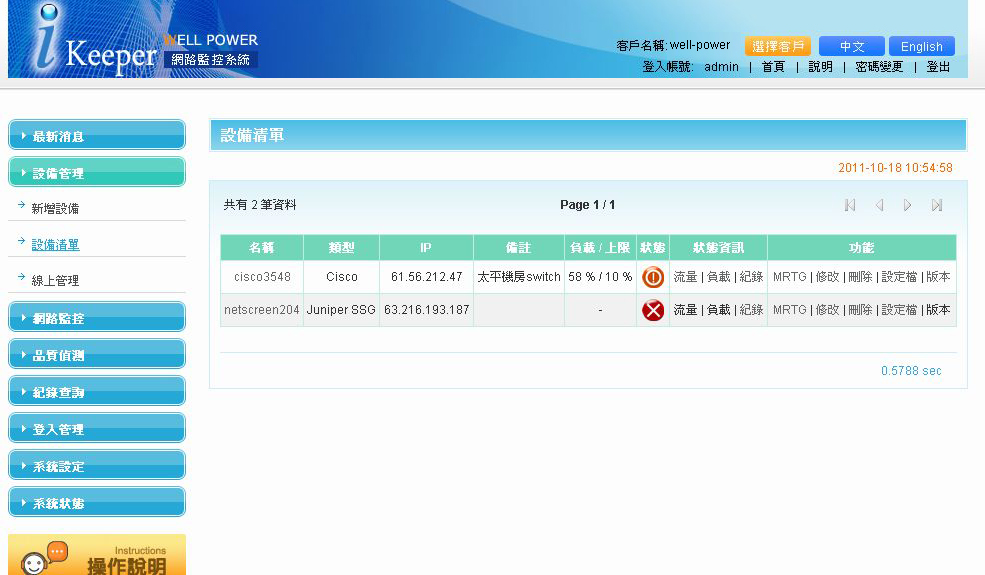 iKeeper WELL POWER
網路監控系統
客戶名稱: well-power 選擇客戶 中文 English
登入帳號: admin | 首頁 | 說明 | 密碼變更 | 登出
最新消息
設備管理
新增設備
設備清單
線上管理
網路監控
品質偵測
紀錄查詢
登入管理
系統設定
系統狀態
Instructions
操作說明
設備清單
2011-10-18 10:54:58
共有 2 筆資料 Page 1 / 1
名稱 類型 IP 備註 負載 / 上限 狀態 狀態資訊 功能
cisco3548 Cisco 61.56.212.47 太平機房switch 58 % / 10 % 流量 | 負載 | 紀錄 MRTG | 修改 | 刪除 | 設定檔 | 版本
netscreen204 Juniper SSG 63.216.193.187 - 流量 | 負載 | 紀錄 MRTG | 修改 | 刪除 | 設定檔 | 版本
0.5788 sec